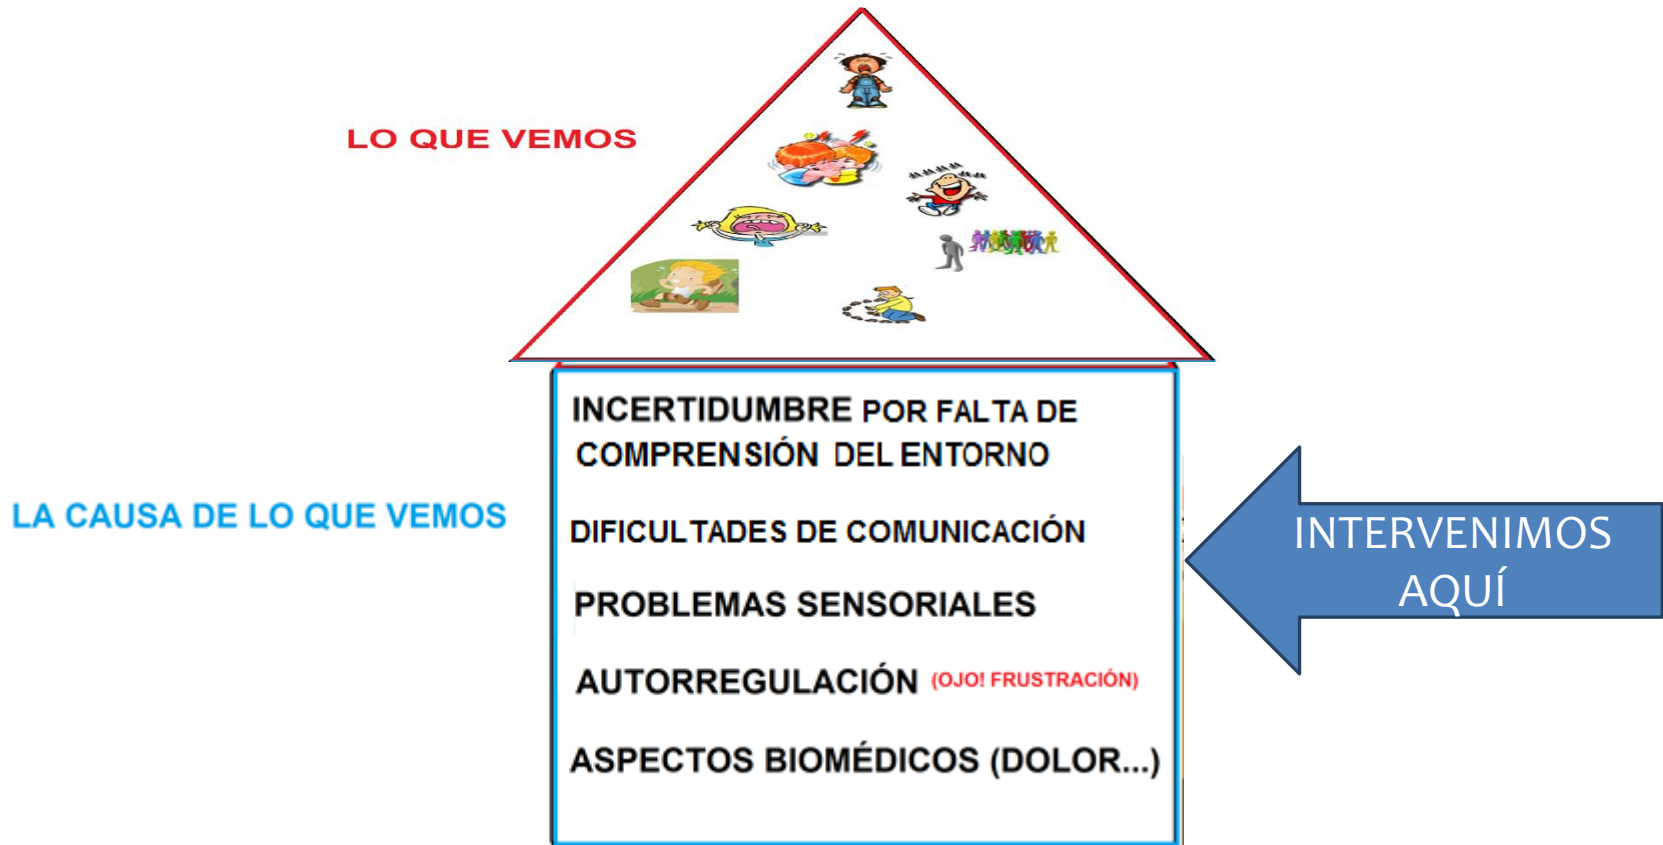 LO QUE VEMOS
INCERTIDUMBRE POR FALTA DE
COMPRENSIÓN DEL ENTORNO
LA CAUSA DE LO QUE VEMOS
DIFICULTADES DE COMUNICACIÓN
PROBLEMAS SENSORIALES
AUTORREGULACIÓN (OJO! FRUSTRACIÓN)
ASPECTOS BIOMÉDICOS (DOLOR...)
INTERVENIMOS
AQUÍ